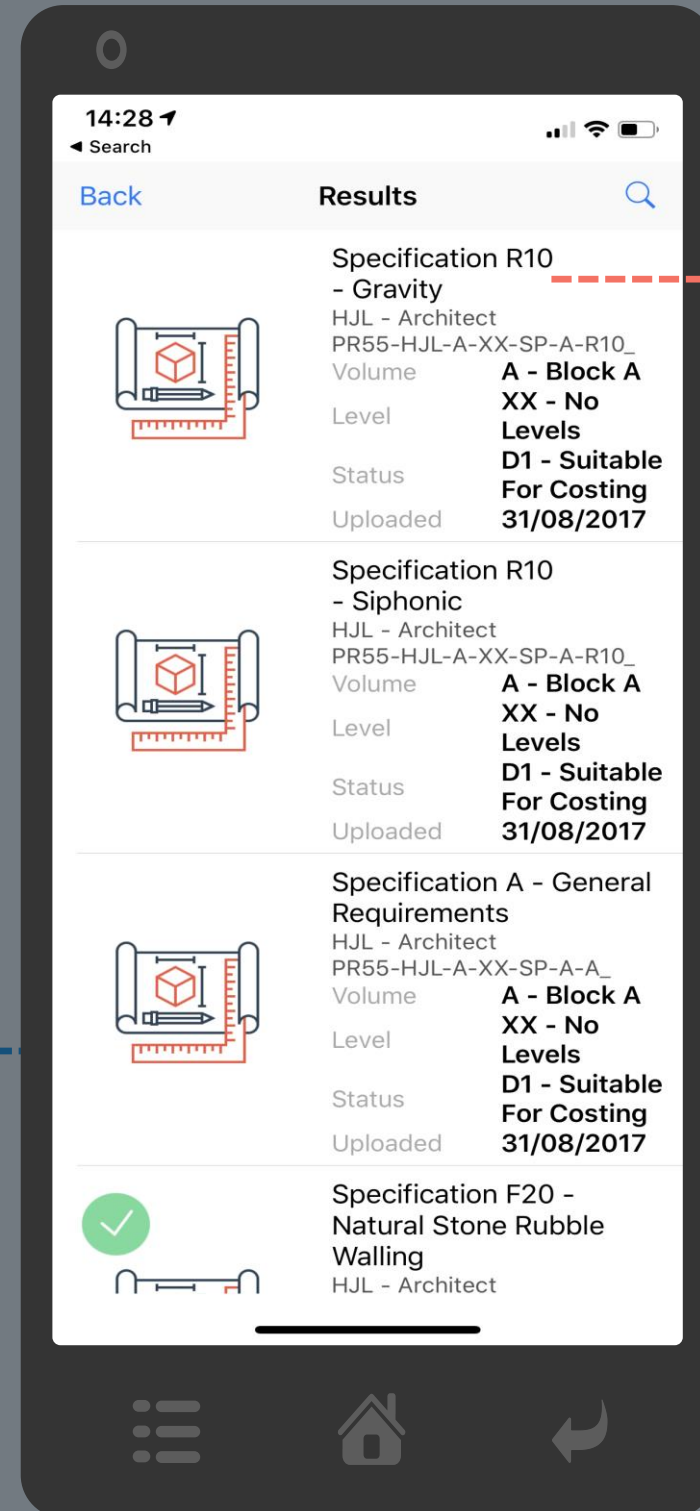 14:28
Search
Back Results
Specification R10
- Gravity
HJL - Architect
PR55-HJL-A-XX-SP-A-R10_
Volume A - Block A
Level XX - No
Levels
Status D1 - Suitable
For Costing
Uploaded 31/08/2017
Specification R10
- Siphonic
HJL - Architect
PR55-HJL-A-XX-SP-A-R10_
Volume A - Block A
Level XX - No
Levels
Status D1 - Suitable
For Costing
Uploaded 31/08/2017
Specification A - General
Requirements
HJL - Architect
PR55-HJL-A-XX-SP-A-A_
Volume A - Block A
Level XX - No
Levels
Status D1 - Suitable
For Costing
Uploaded 31/08/2017
Specification F20 -
Natural Stone Rubble
Walling
HJL - Architect